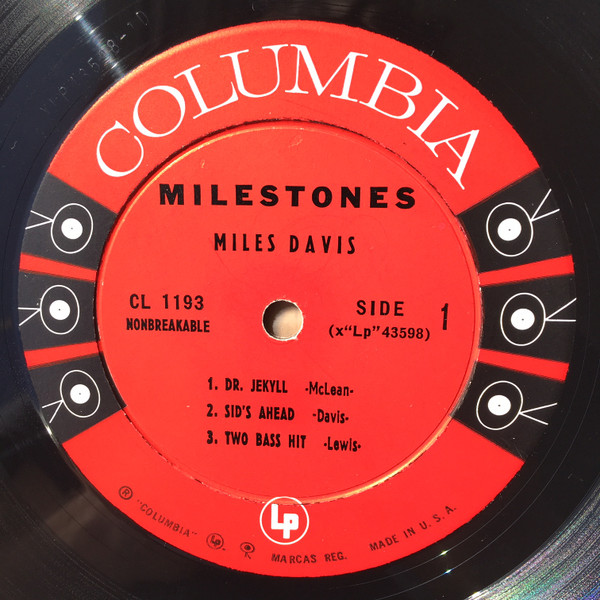 COLUMBIA
MILESTONES
MILES DAVIS
CL 1193
NONBREAKABLE
SIDE 1
(x"Lp"43598)
1. DR. JEKYLL -McLean-
2. SID'S AHEAD -Davis-
3. TWO BASS HIT -Lewis-
Lp
® "COLUMBIA" Lp MARCAS REG. MADE IN U.S.A.